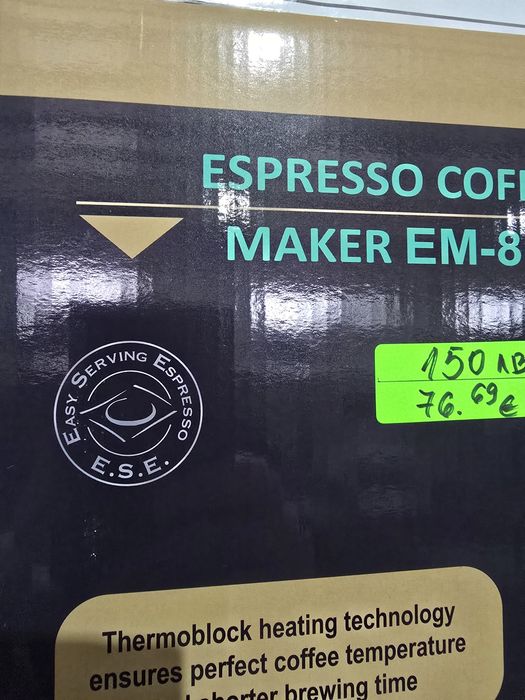 ESPRESSO COF
MAKER EM-8
EASY SERVING ESPRESSO
E.S.E.
150 лв
76.69€
Thermoblock heating technology
ensures perfect coffee temperature
shorter brewing time